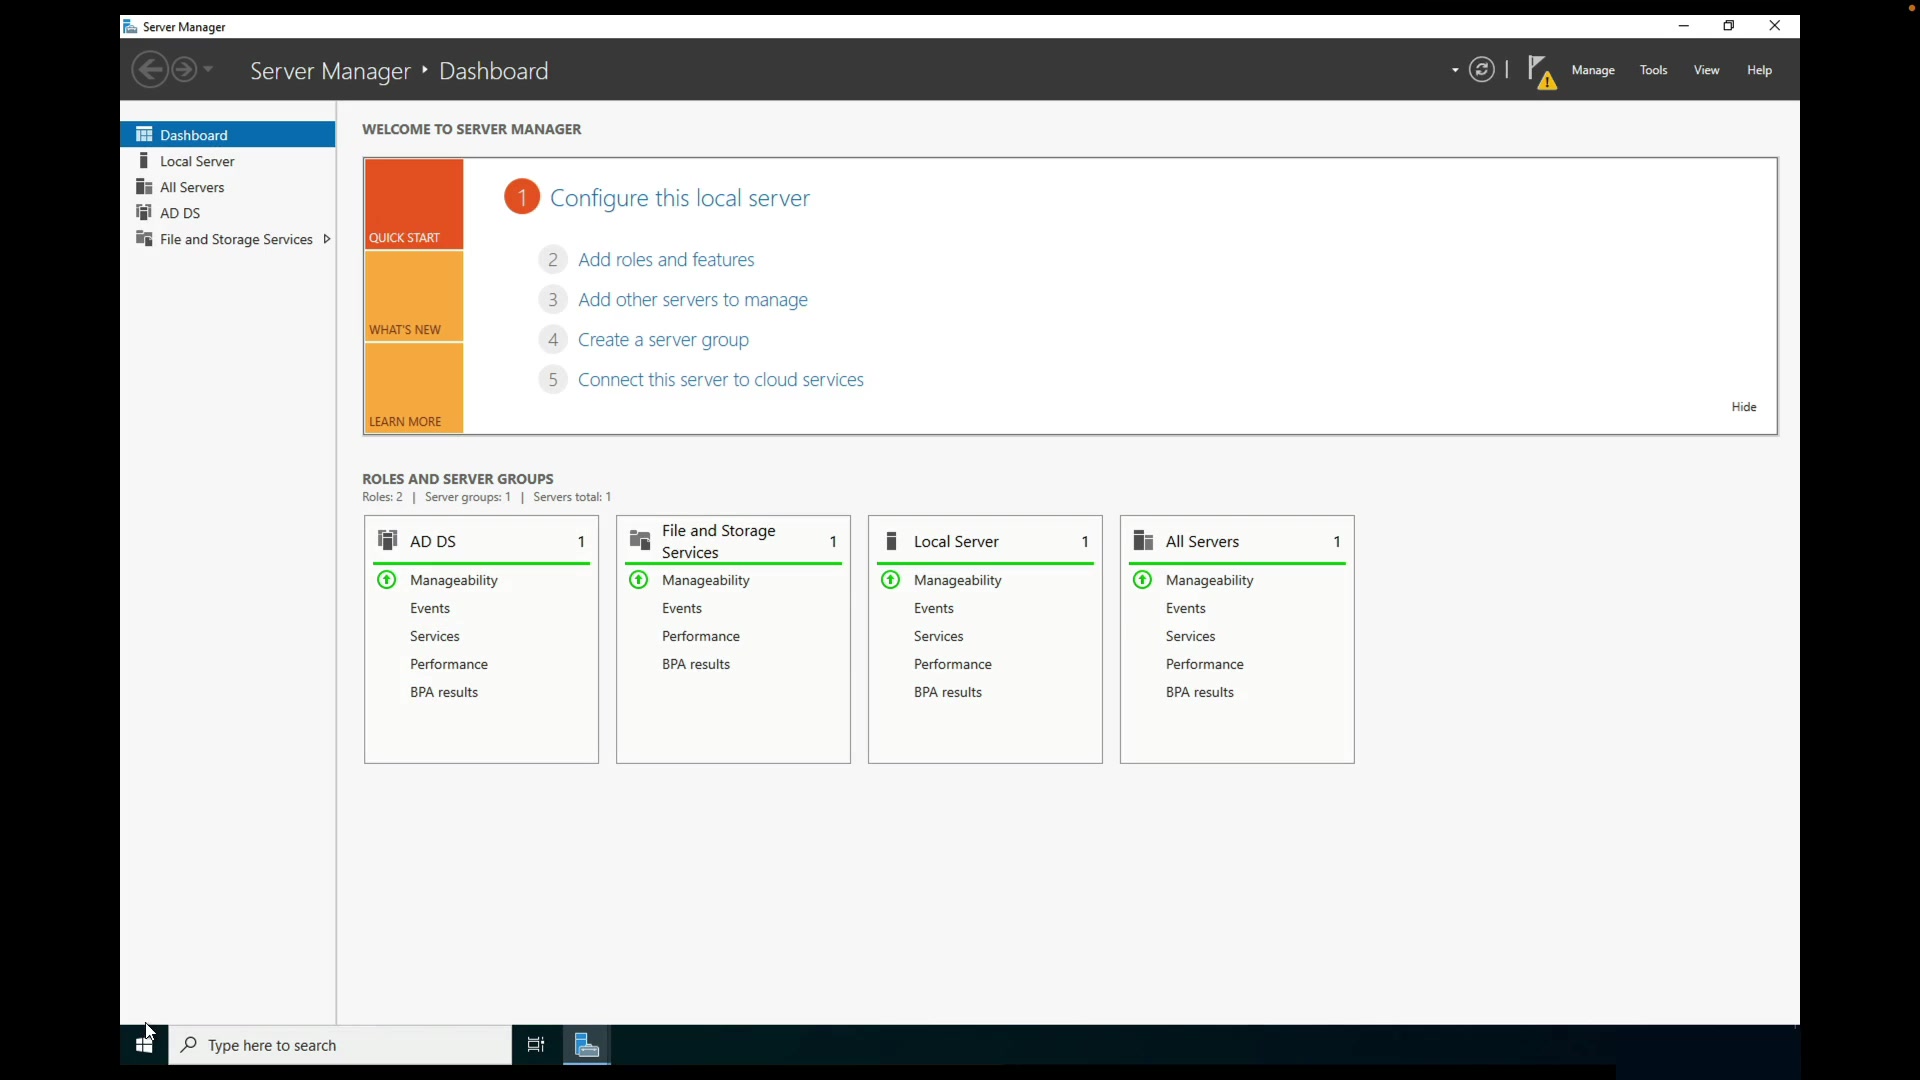 Server Manager
Server Manager ‣ Dashboard
Manage Tools View Help
Dashboard
Local Server
All Servers
AD DS
File and Storage Services
WELCOME TO SERVER MANAGER
QUICK START
WHAT'S NEW
LEARN MORE
1 Configure this local server
2 Add roles and features
3 Add other servers to manage
4 Create a server group
5 Connect this server to cloud services
Hide
ROLES AND SERVER GROUPS
Roles: 2 | Server groups: 1 | Servers total: 1
AD DS 1
Manageability
Events
Services
Performance
BPA results
File and Storage
Services 1
Manageability
Events
Performance
BPA results
Local Server 1
Manageability
Events
Services
Performance
BPA results
All Servers 1
Manageability
Events
Services
Performance
BPA results
Type here to search